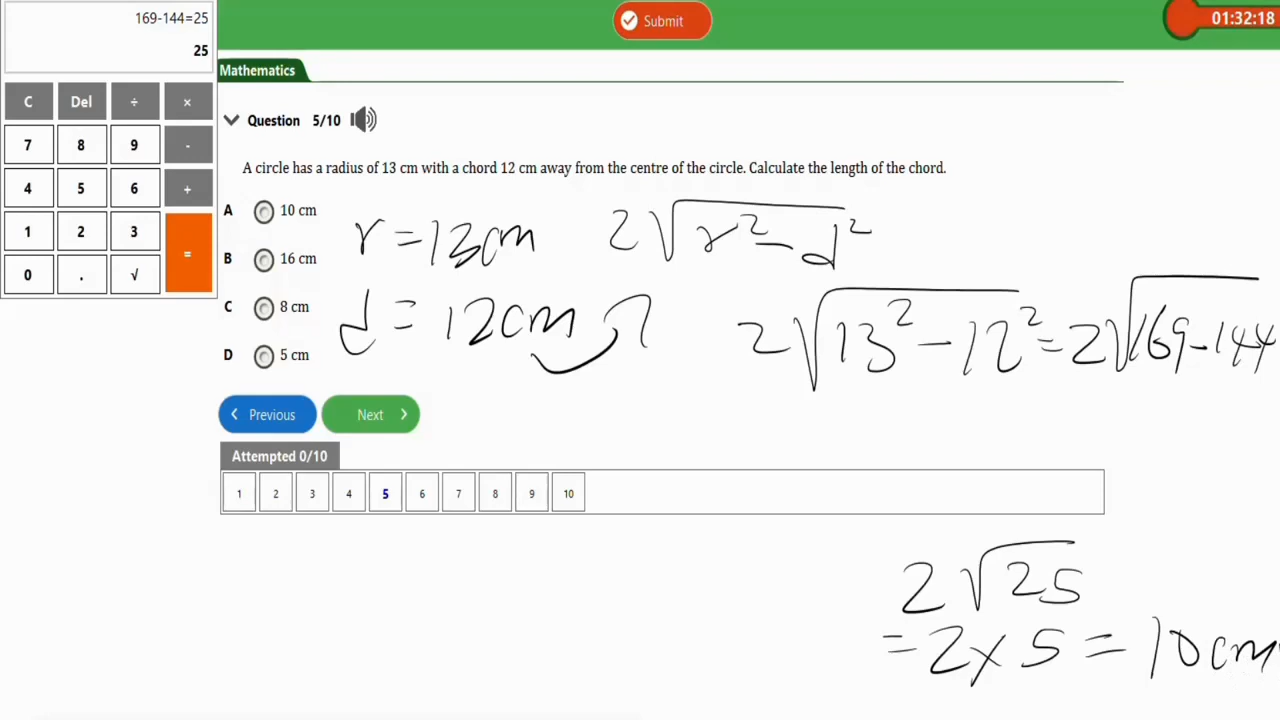 169-144=25
25
C Del ÷ ×
7 8 9 -
4 5 6 +
1 2 3 =
0 . √
Submit
01:32:18
Mathematics
Question 5/10
A circle has a radius of 13 cm with a chord 12 cm away from the centre of the circle. Calculate the length of the chord.
A 10 cm
B 16 cm
C 8 cm
D 5 cm
r = 13cm
2√r² - d²
d = 12cm
2√13² - 12² = 2√169-144
Previous
Next
Attempted 0/10
1 2 3 4 5 6 7 8 9 10
2√25
= 2 × 5 = 10cm